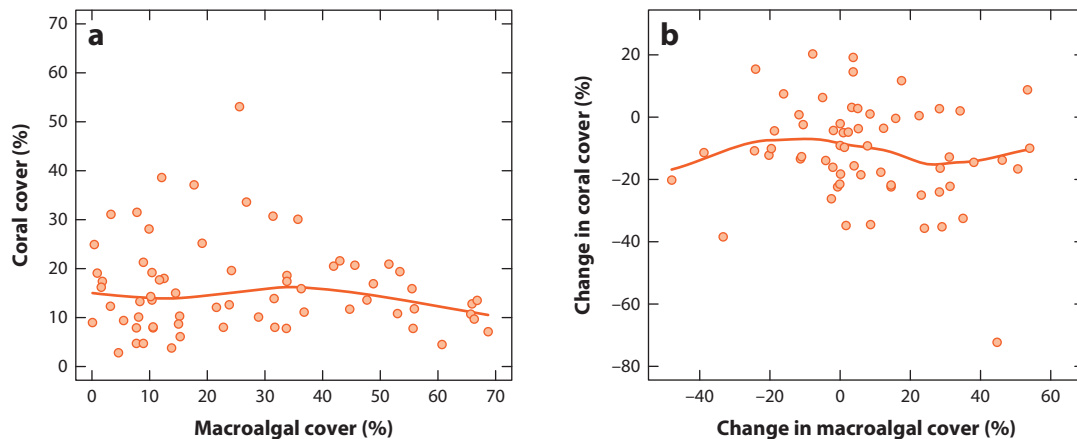 a
70
60
50
40
30
20
10
0
Coral cover (%)
0 10 20 30 40 50 60 70
Macroalgal cover (%)
b
20
0
−20
−40
−60
−80
Change in coral cover (%)
−40 −20 0 20 40 60
Change in macroalgal cover (%)